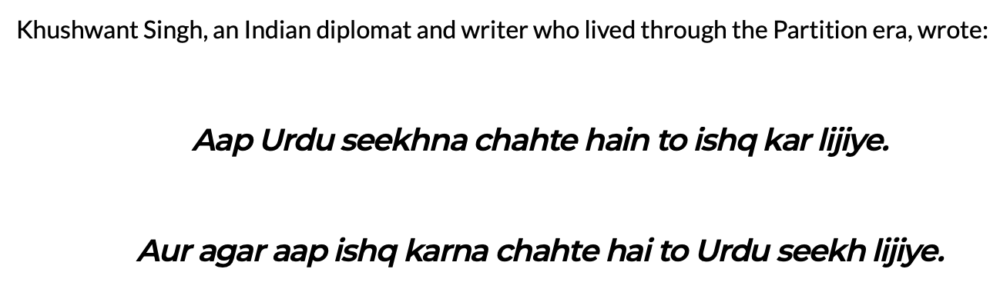 Khushwant Singh, an Indian diplomat and writer who lived through the Partition era, wrote:
Aap Urdu seekhna chahte hain to ishq kar lijiye.
Aur agar aap ishq karna chahte hai to Urdu seekh lijiye.